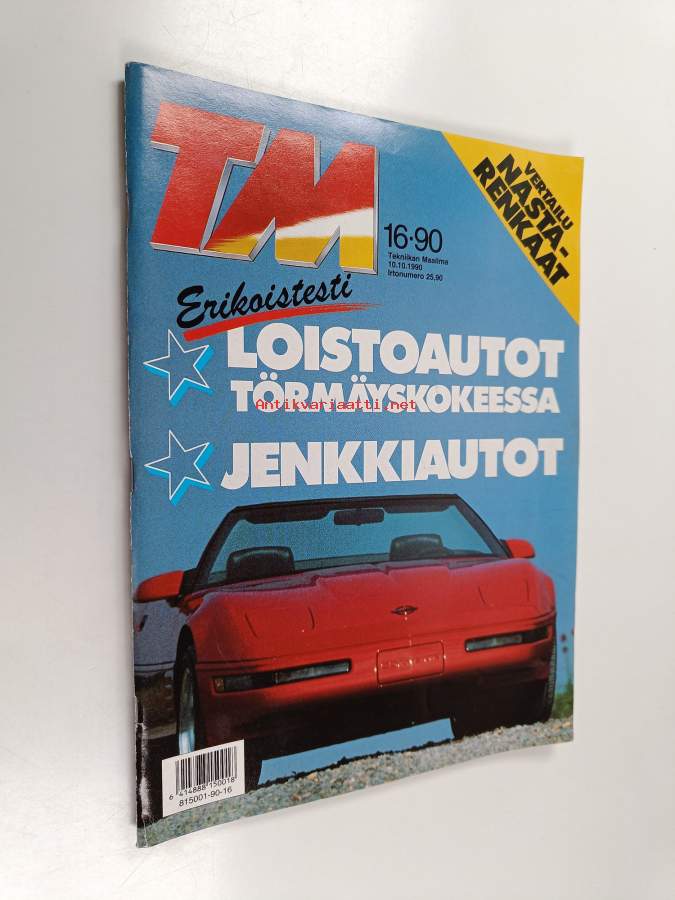 TM
VERTAILU
NASTA-
RENKAAT
16·90
Tekniikan Maailma
10.10.1990
Irtonumero 25,90
Erikoistesti
LOISTOAUTOT
TÖRMÄYSKOKEESSA
Antikvariaatti.net
JENKKIAUTOT
6 414888 150018
815001-90-16